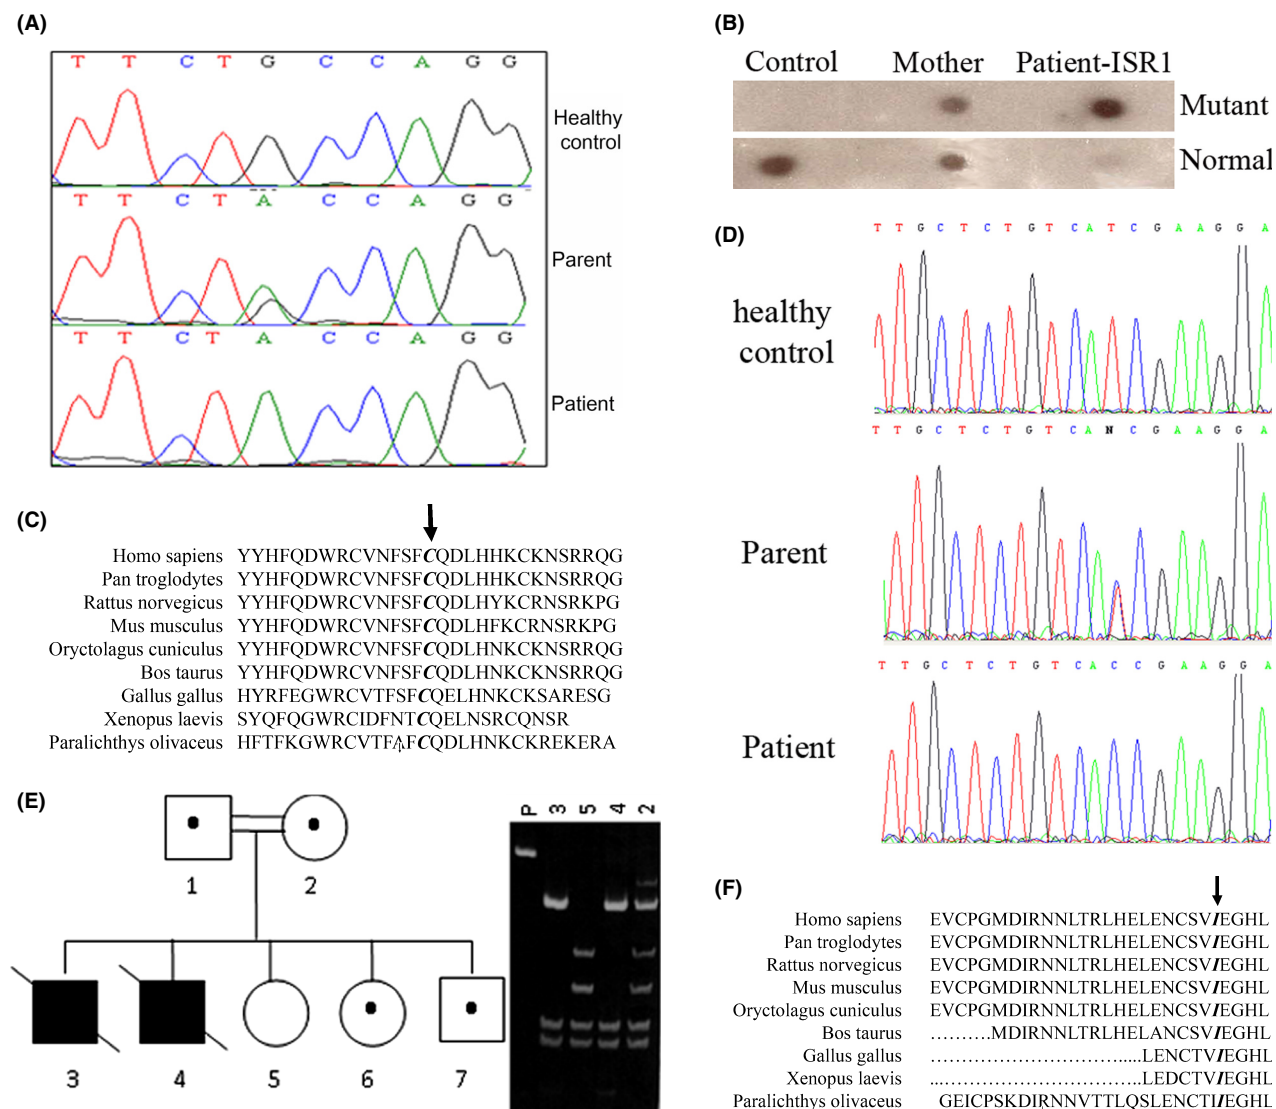 (A)
T T C T G C C A G G
Healthy
control
T T C T A C C A G G
Parent
T T C T A C C A G G
Patient
(B)
Control Mother Patient-ISR1
Mutant
Normal
(C)
Homo sapiens YYHFQDWRCVNFSFCQDLHHKCKNSRRQG
Pan troglodytes YYHFQDWRCVNFSFCQDLHHKCKNSRRQG
Rattus norvegicus YYHFQDWRCVNFSFCQDLHYKCRNSRKPG
Mus musculus YYHFQDWRCVNFSFCQDLHFKCRNSRKPG
Oryctolagus cuniculus YYHFQDWRCVNFSFCQDLHHKCKNSRRQG
Bos taurus YYHFQDWRCVNFSFCQDLHHKCKNSRRQG
Gallus gallus HYRFEGWRCVTFSFCQELHNKCKSARESG
Xenopus laevis SYQFQGWRCIDFNTCQELNSRCQNSR
Paralichthys olivaceus HFTFKGWRCVTFAFCQDLHNKCKREKERA
(D)
T T G C T C T G T C A T C G A A G G A
healthy
control
T T G C T C T G T C A N C G A A G G A
Parent
T T G C T C T G T C A C C G A A G G A
Patient
(E)
1 2
3 4 5 6 7
P 3 5 4 2
(F)
Homo sapiens EVCPGMDIRNNLTRLHELENCSVIEGHL
Pan troglodytes EVCPGMDIRNNLTRLHELENCSVIEGHL
Rattus norvegicus EVCPGMDIRNNLTRLHELENCSVIEGHL
Mus musculus EVCPGMDIRNNLTRLHELENCSVIEGHL
Oryctolagus cuniculus EVCPGMDIRNNLTRLHELENCSVIEGHL
Bos taurus ..........MDIRNNLTRLHELANCSVIEGHL
Gallus gallus ................................LENCTVIEGHL
Xenopus laevis ................................LEDCTVIEGHL
Paralichthys olivaceus GEICPSKDIRNNVTTLQSLENCTIIEGHL